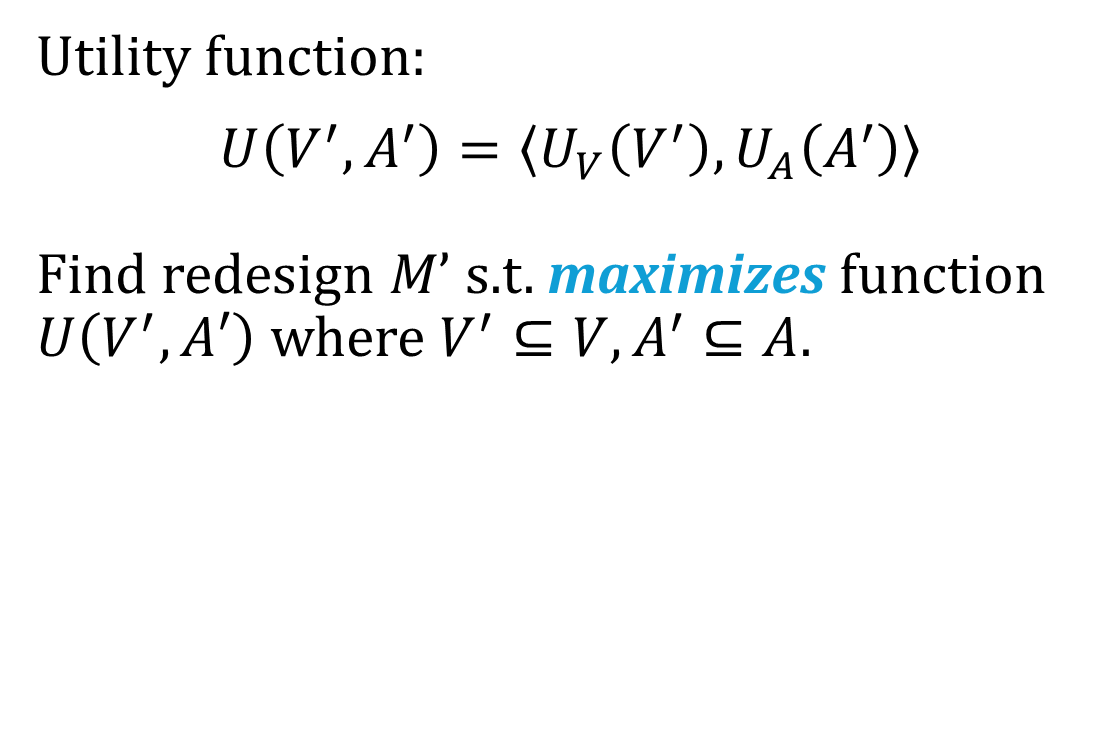 Utility function:
U(V′, A′) = ⟨U_V(V′), U_A(A′)⟩
Find redesign M’ s.t. maximizes function
U(V′, A′) where V′ ⊆ V, A′ ⊆ A.